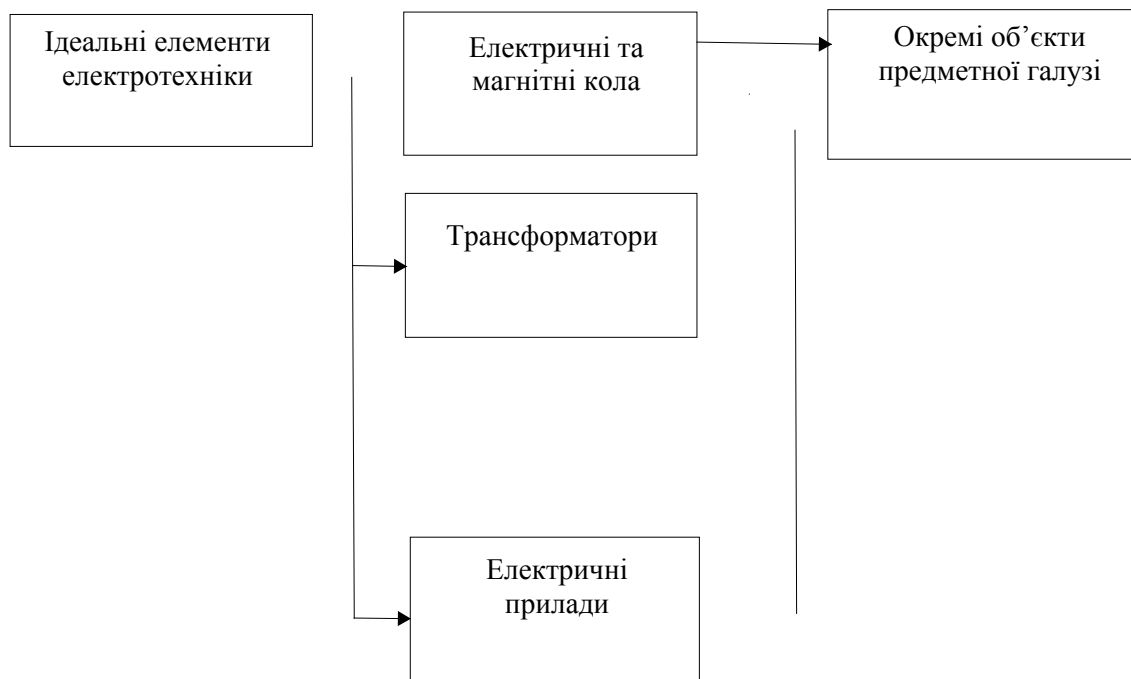 Ідеальні елементи
електротехніки
Електричні та
магнітні кола
Окремі об’єкти
предметної галузі
Трансформатори
Електричні
прилади